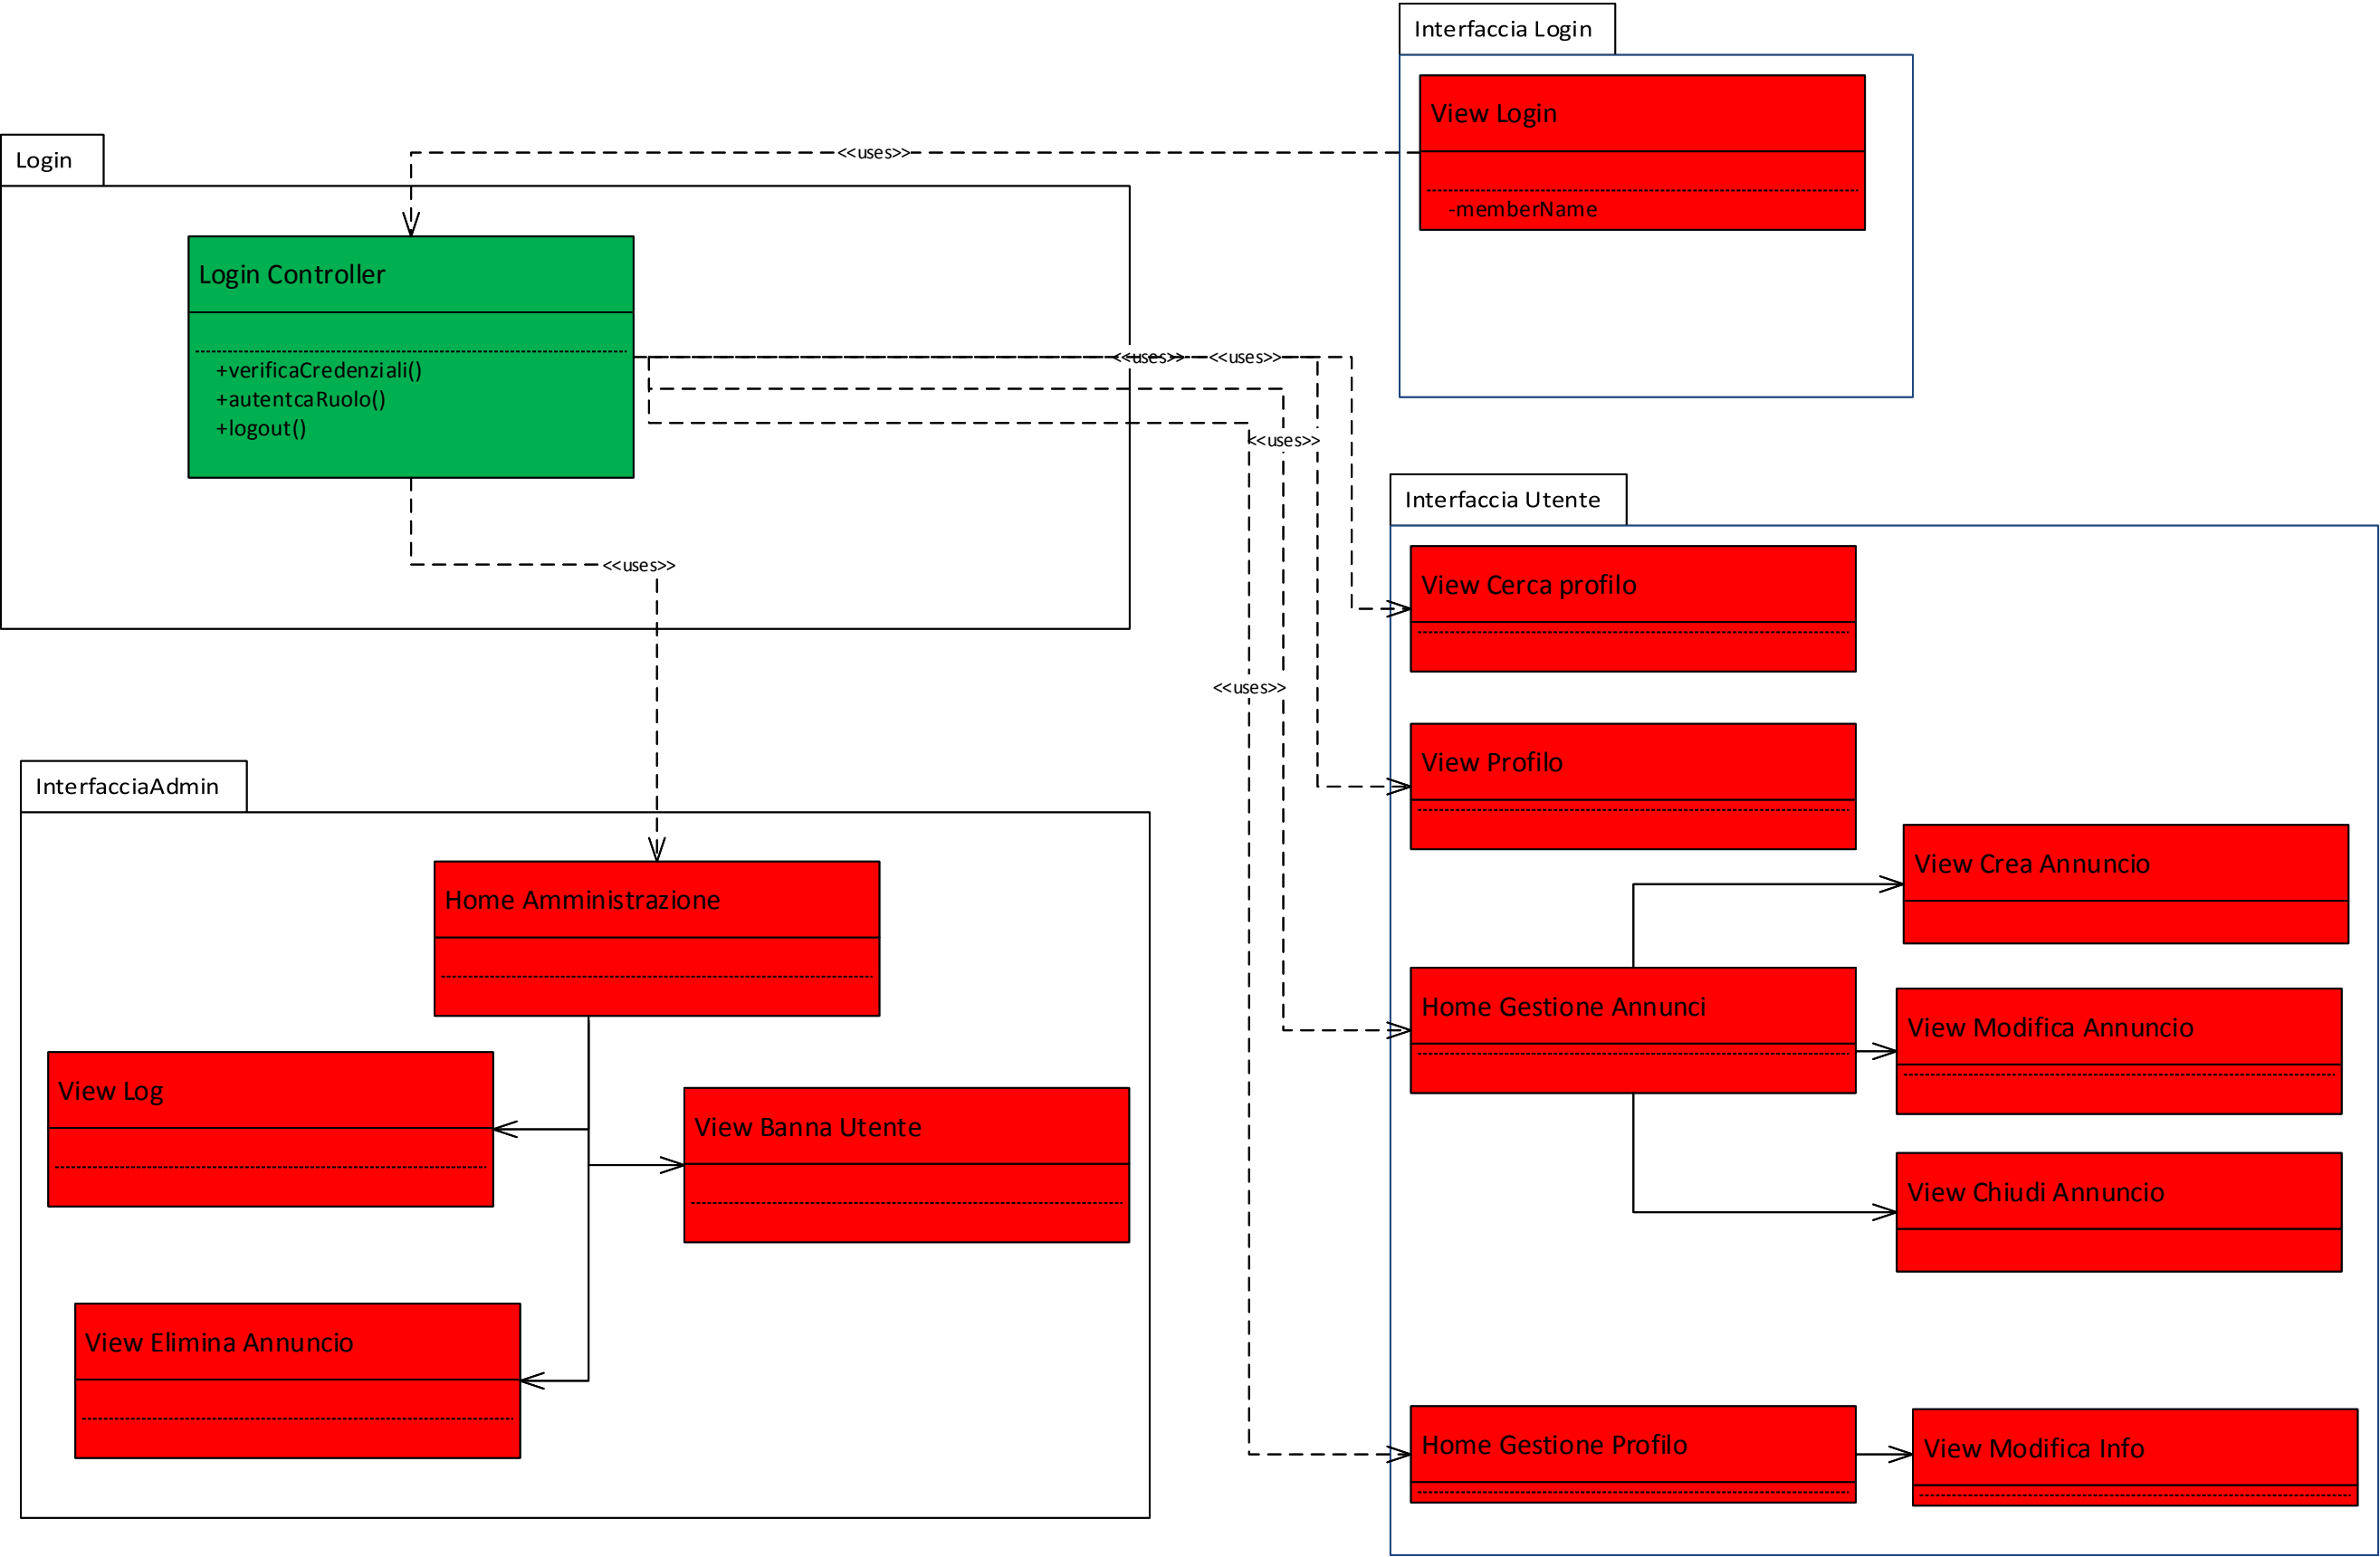 Interfaccia Login
View Login
-memberName
<<uses>>
Login
Login Controller
+verificaCredenziali()
+autentcaRuolo()
+logout()
<<uses>>
<<uses>>
<<uses>>
<<uses>>
<<uses>>
Interfaccia Utente
View Cerca profilo
View Profilo
View Crea Annuncio
Home Gestione Annunci
View Modifica Annuncio
View Chiudi Annuncio
Home Gestione Profilo
View Modifica Info
InterfacciaAdmin
Home Amministrazione
View Log
View Banna Utente
View Elimina Annuncio